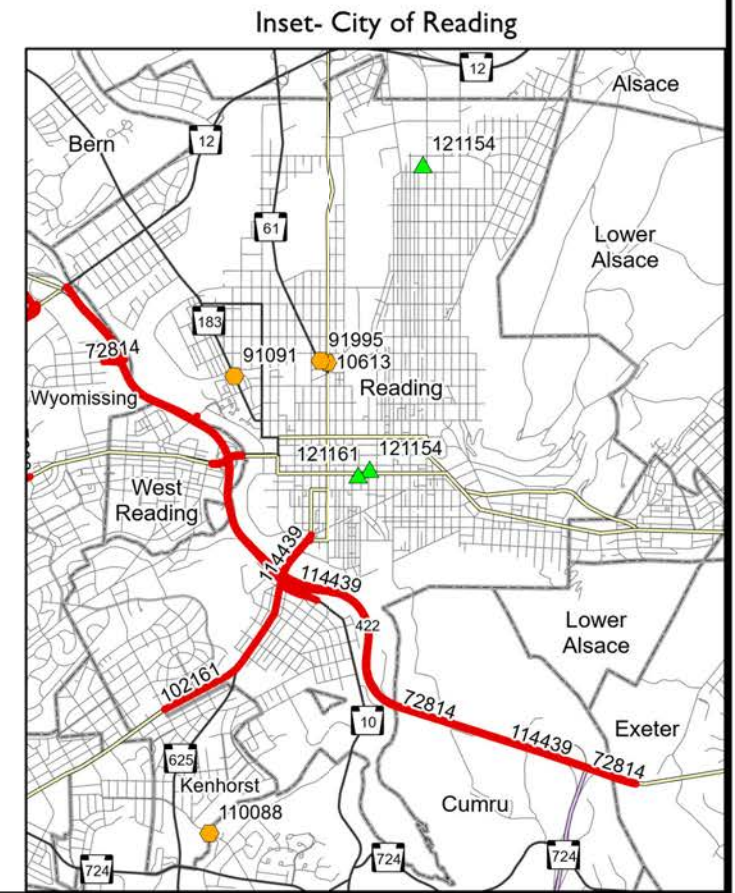 Inset- City of Reading
12
Alsace
Bern
12
121154
61
Lower
Alsace
183
72814
91091
91995
10613
Reading
Wyomissing
121161
121154
West
Reading
114439
114439
422
Lower
Alsace
102161
72814
10
114439
72814
Exeter
625
Kenhorst
110088
Cumru
724
724
724